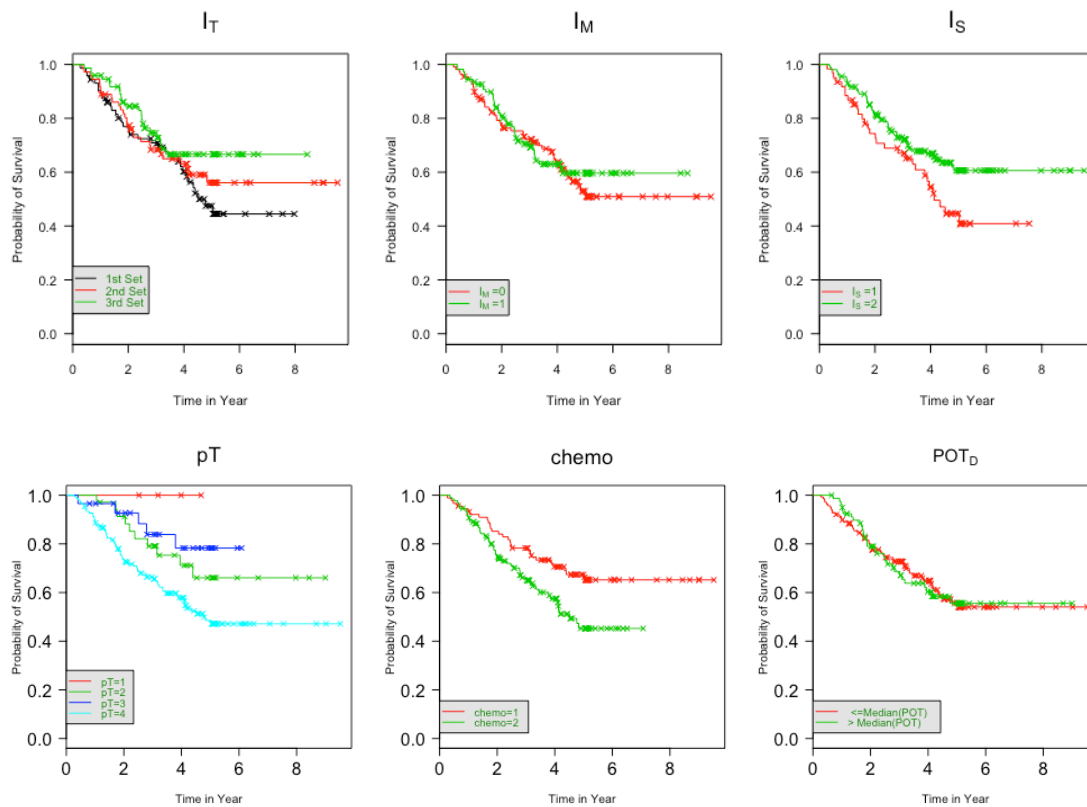 I_T
Probability of Survival
1.0
0.8
0.6
0.4
0.2
0.0
1st Set
2nd Set
3rd Set
0 2 4 6 8
Time in Year
I_M
Probability of Survival
1.0
0.8
0.6
0.4
0.2
0.0
I_M =0
I_M =1
0 2 4 6 8
Time in Year
I_S
Probability of Survival
1.0
0.8
0.6
0.4
0.2
0.0
I_S =1
I_S =2
0 2 4 6 8
Time in Year
pT
Probability of Survival
1.0
0.8
0.6
0.4
0.2
0.0
pT=1
pT=2
pT=3
pT=4
0 2 4 6 8
Time in Year
chemo
Probability of Survival
1.0
0.8
0.6
0.4
0.2
0.0
chemo=1
chemo=2
0 2 4 6 8
Time in Year
POT_D
Probability of Survival
1.0
0.8
0.6
0.4
0.2
0.0
<=Median(POT)
> Median(POT)
0 2 4 6 8
Time in Year